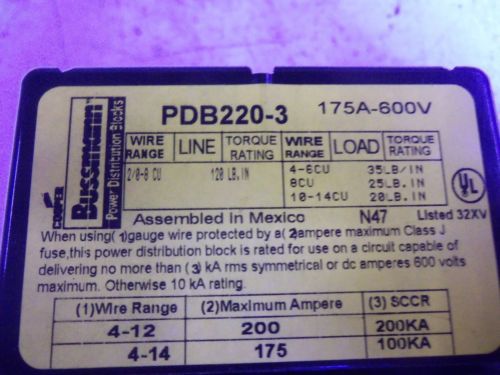 COOPER
Bussmann
Power Distribution Blocks
PDB220-3 175A-600V
WIRE RANGE LINE TORQUE RATING WIRE RANGE LOAD TORQUE RATING
2/0-8 CU 120 LB.IN 4-6CU 35LB/IN
8CU 25LB.IN
10-14CU 20LB.IN
UL
Assembled in Mexico N47 Listed 32XV
When using(1)gauge wire protected by a(2)ampere maximum Class J
fuse,this power distribution block is rated for use on a circuit capable of
delivering no more than (3) kA rms symmetrical or dc amperes 600 volts
maximum. Otherwise 10 kA rating.
(1)Wire Range (2)Maximum Ampere (3) SCCR
4-12 200 200KA
4-14 175 100KA